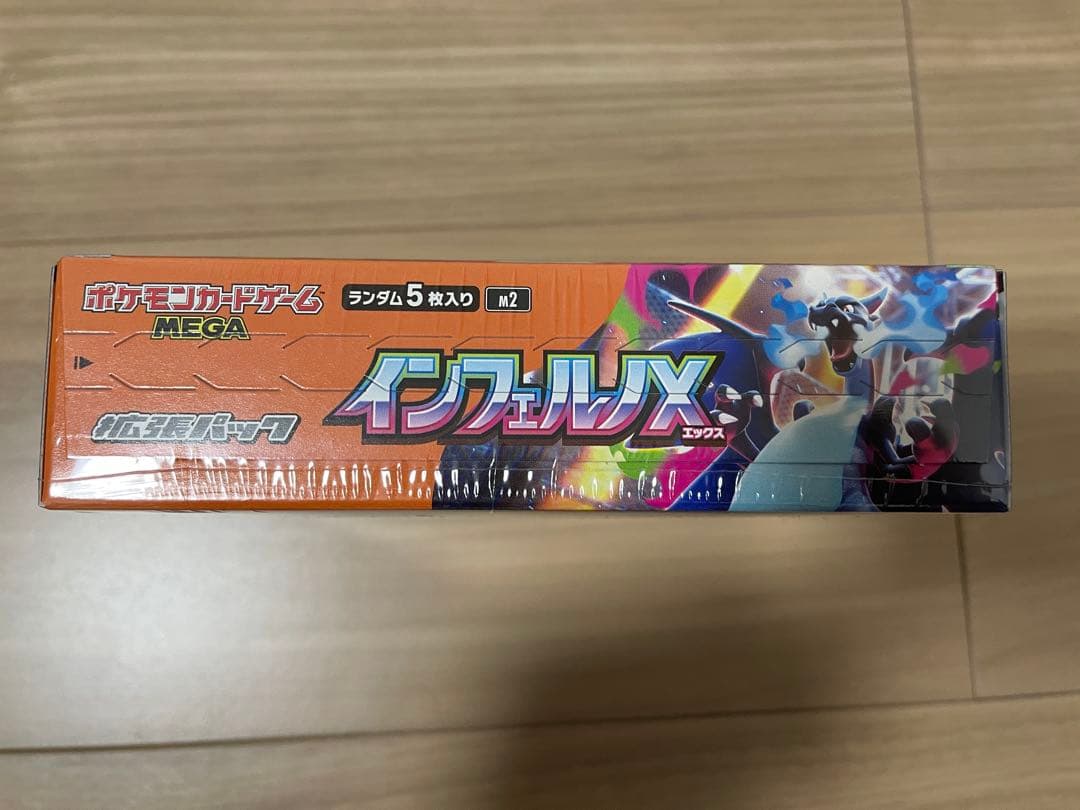 ポケモンカードゲーム
MEGA
ランダム5枚入り
M2
拡張パック
インフェルノX
エックス